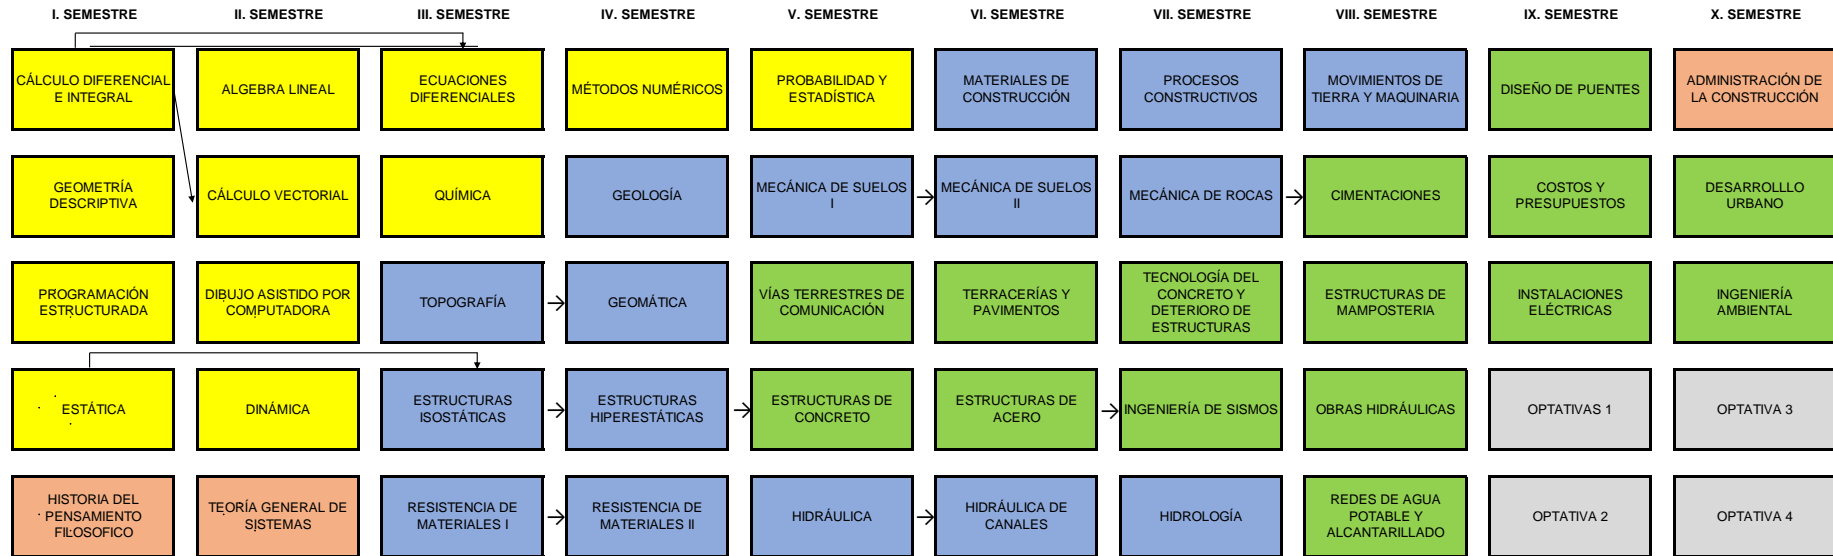 I. SEMESTRE II. SEMESTRE III. SEMESTRE IV. SEMESTRE V. SEMESTRE VI. SEMESTRE VII. SEMESTRE VIII. SEMESTRE IX. SEMESTRE X. SEMESTRE
CÁLCULO DIFERENCIAL
E INTEGRAL
ALGEBRA LINEAL
ECUACIONES
DIFERENCIALES
MÉTODOS NUMÉRICOS
PROBABILIDAD Y
ESTADÍSTICA
MATERIALES DE
CONSTRUCCIÓN
PROCESOS
CONSTRUCTIVOS
MOVIMIENTOS DE
TIERRA Y MAQUINARIA
DISEÑO DE PUENTES
ADMINISTRACIÓN DE
LA CONSTRUCCIÓN
GEOMETRÍA
DESCRIPTIVA
CÁLCULO VECTORIAL
QUÍMICA
GEOLOGÍA
MECÁNICA DE SUELOS
I
MECÁNICA DE SUELOS
II
MECÁNICA DE ROCAS
CIMENTACIONES
COSTOS Y
PRESUPUESTOS
DESARROLLLO
URBANO
PROGRAMACIÓN
ESTRUCTURADA
DIBUJO ASISTIDO POR
COMPUTADORA
TOPOGRAFÍA
GEOMÁTICA
VÍAS TERRESTRES DE
COMUNICACIÓN
TERRACERÍAS Y
PAVIMENTOS
TECNOLOGÍA DEL
CONCRETO Y
DETERIORO DE
ESTRUCTURAS
ESTRUCTURAS DE
MAMPOSTERIA
INSTALACIONES
ELÉCTRICAS
INGENIERÍA
AMBIENTAL
ESTÁTICA
DINÁMICA
ESTRUCTURAS
ISOSTÁTICAS
ESTRUCTURAS
HIPERESTÁTICAS
ESTRUCTURAS DE
CONCRETO
ESTRUCTURAS DE
ACERO
INGENIERÍA DE SISMOS
OBRAS HIDRÁULICAS
OPTATIVAS 1
OPTATIVA 3
HISTORIA DEL
PENSAMIENTO
FILOSOFICO
TEORÍA GENERAL DE
SISTEMAS
RESISTENCIA DE
MATERIALES I
RESISTENCIA DE
MATERIALES II
HIDRÁULICA
HIDRÁULICA DE
CANALES
HIDROLOGÍA
REDES DE AGUA
POTABLE Y
ALCANTARILLADO
OPTATIVA 2
OPTATIVA 4